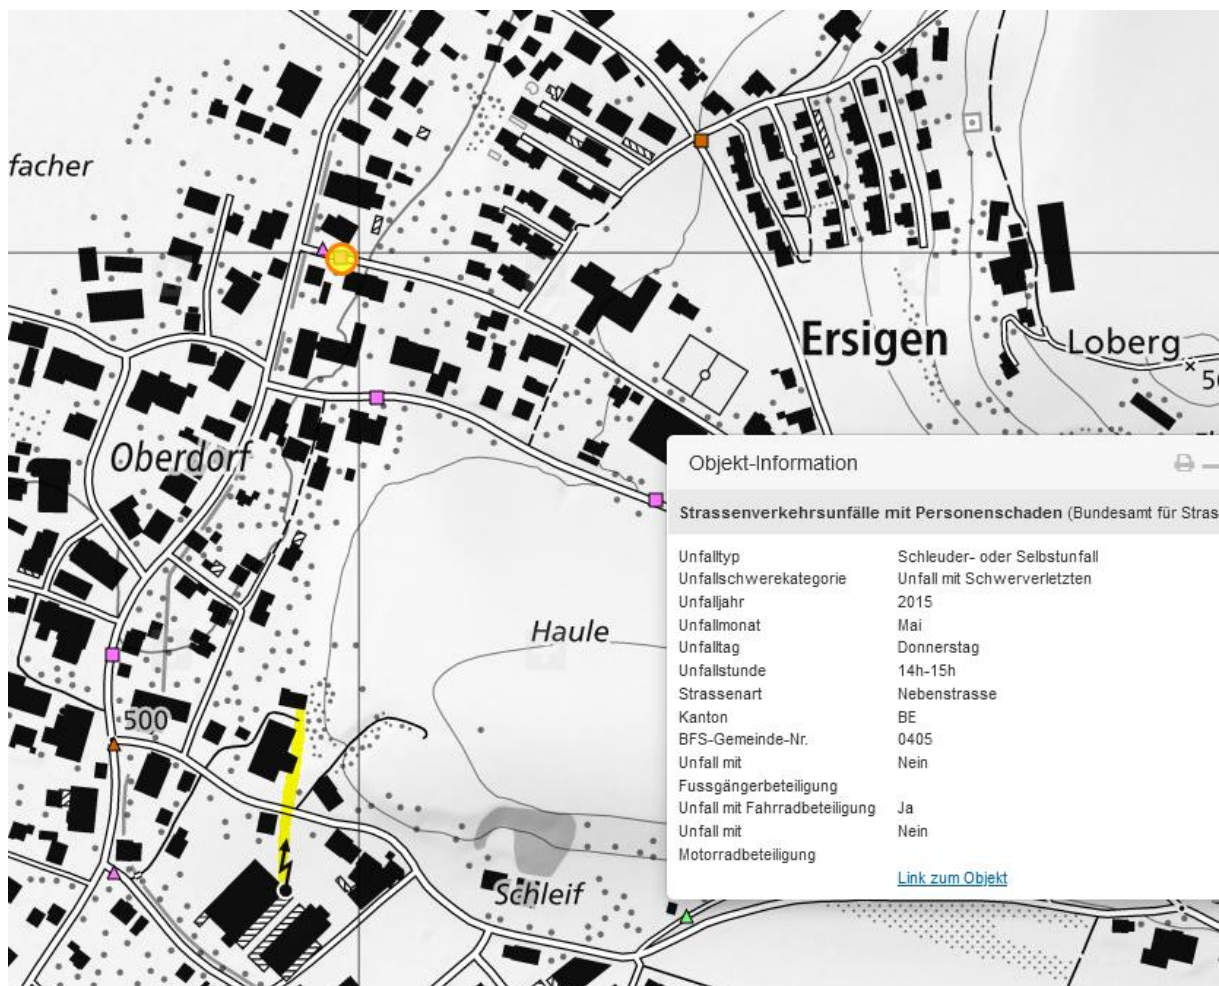 facher
Ersigen
Loberg
Oberdorf
Objekt-Information
Strassenverkehrsunfälle mit Personenschaden (Bundesamt für Stras
Unfalltyp Schleuder- oder Selbstunfall
Unfallschwerekategorie Unfall mit Schwerverletzten
Unfalljahr 2015
Unfallmonat Mai
Unfalltag Donnerstag
Unfallstunde 14h-15h
Strassenart Nebenstrasse
Kanton BE
BFS-Gemeinde-Nr. 0405
Unfall mit Nein
Fussgängerbeteiligung
Unfall mit Fahrradbeteiligung Ja
Unfall mit Nein
Motorradbeteiligung
Link zum Objekt
Haule
500
Schleif